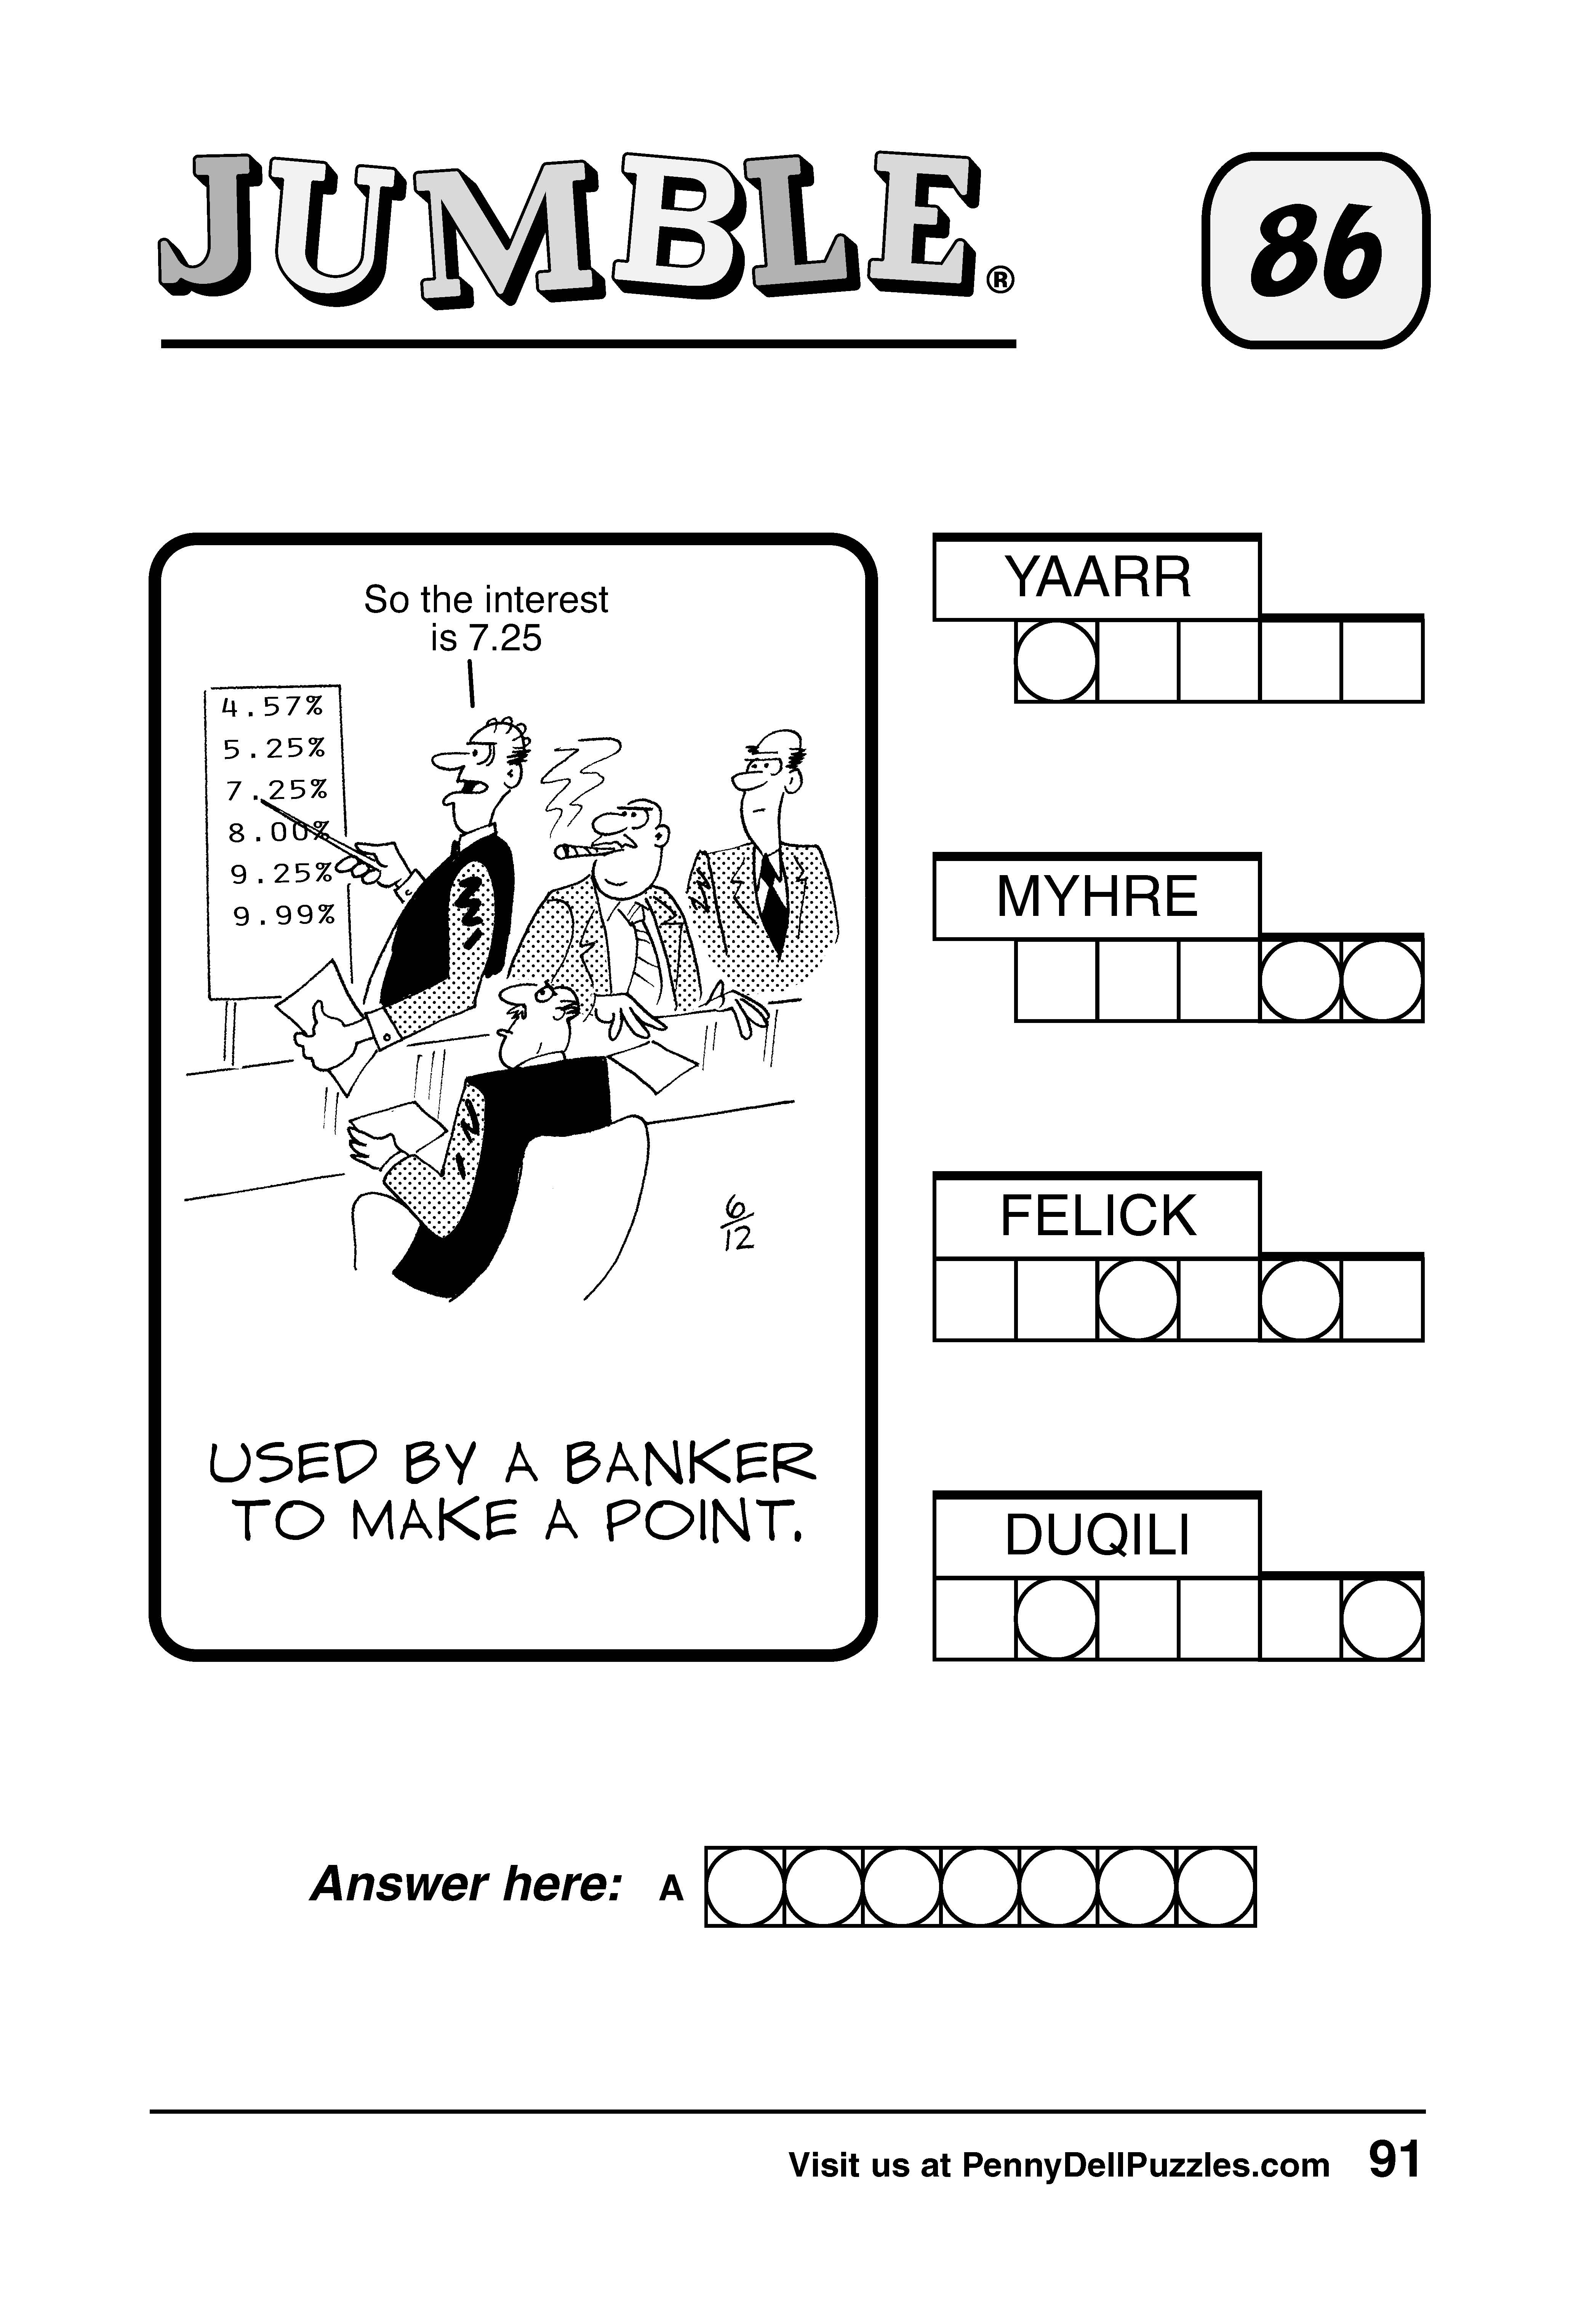 JUMBLE®
86
So the interest
is 7.25
4.57%
5.25%
7.25%
8.00%
9.25%
9.99%
6/12
USED BY A BANKER
TO MAKE A POINT.
YAARR
MYHRE
FELICK
DUQILI
Answer here: A
Visit us at PennyDellPuzzles.com 91